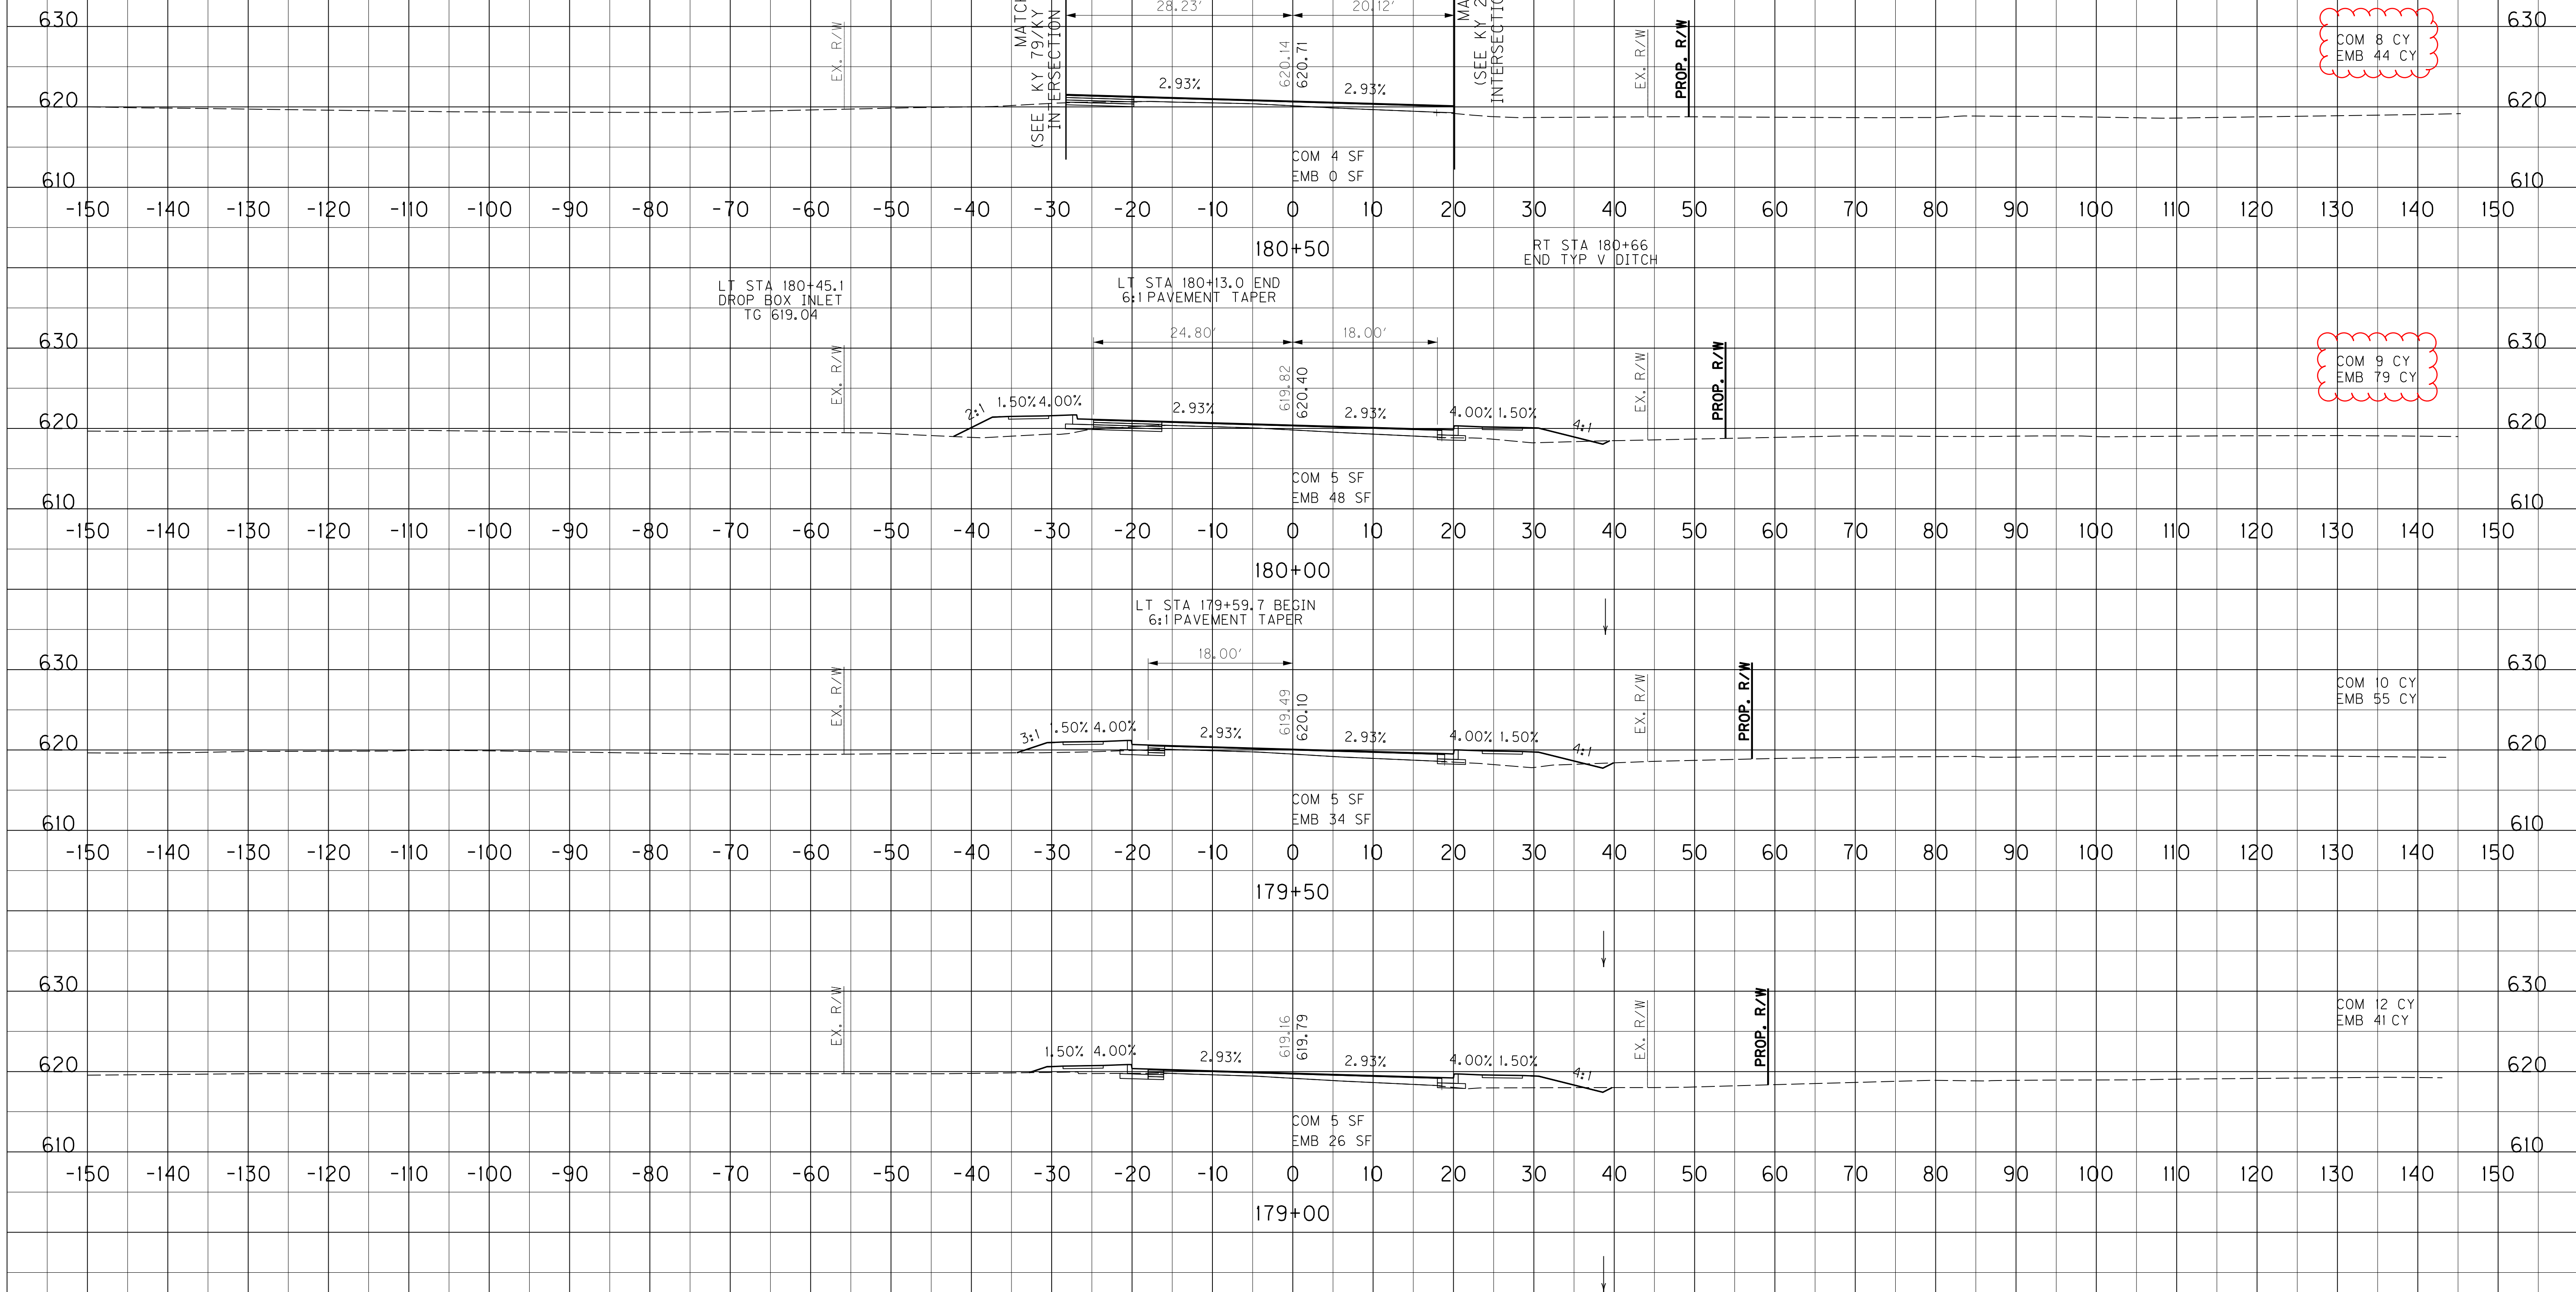 28.23'
20.12'
MATCH
(SEE KY 79/KY
INTERSECTION
(SEE KY
INTERSECTIO
630
EX. R/W
620.14
620.71
EX. R/W
PROP. R/W
COM 8 CY
EMB 44 CY
630
2.93%
2.93%
620
620
COM 4 SF
EMB 0 SF
610
610
-150 -140 -130 -120 -110 -100 -90 -80 -70 -60 -50 -40 -30 -20 -10 0 10 20 30 40 50 60 70 80 90 100 110 120 130 140 150
180+50
RT STA 180+66
END TYP V DITCH
LT STA 180+45.1
DROP BOX INLET
TG 619.04
LT STA 180+13.0 END
6:1 PAVEMENT TAPER
24.80'
18.00'
630
EX. R/W
619.82
620.40
EX. R/W
PROP. R/W
COM 9 CY
EMB 79 CY
630
2:1
1.50% 4.00%
2.93%
2.93%
4.00% 1.50%
4:1
620
620
COM 5 SF
EMB 48 SF
610
610
-150 -140 -130 -120 -110 -100 -90 -80 -70 -60 -50 -40 -30 -20 -10 0 10 20 30 40 50 60 70 80 90 100 110 120 130 140 150
180+00
LT STA 179+59.7 BEGIN
6:1 PAVEMENT TAPER
18.00'
630
EX. R/W
619.49
620.10
EX. R/W
PROP. R/W
COM 10 CY
EMB 55 CY
630
3:1
1.50% 4.00%
2.93%
2.93%
4.00% 1.50%
4:1
620
620
COM 5 SF
EMB 34 SF
610
610
-150 -140 -130 -120 -110 -100 -90 -80 -70 -60 -50 -40 -30 -20 -10 0 10 20 30 40 50 60 70 80 90 100 110 120 130 140 150
179+50
630
EX. R/W
619.16
619.79
EX. R/W
PROP. R/W
COM 12 CY
EMB 41 CY
630
1.50% 4.00%
2.93%
2.93%
4.00% 1.50%
4:1
620
620
COM 5 SF
EMB 26 SF
610
610
-150 -140 -130 -120 -110 -100 -90 -80 -70 -60 -50 -40 -30 -20 -10 0 10 20 30 40 50 60 70 80 90 100 110 120 130 140 150
179+00